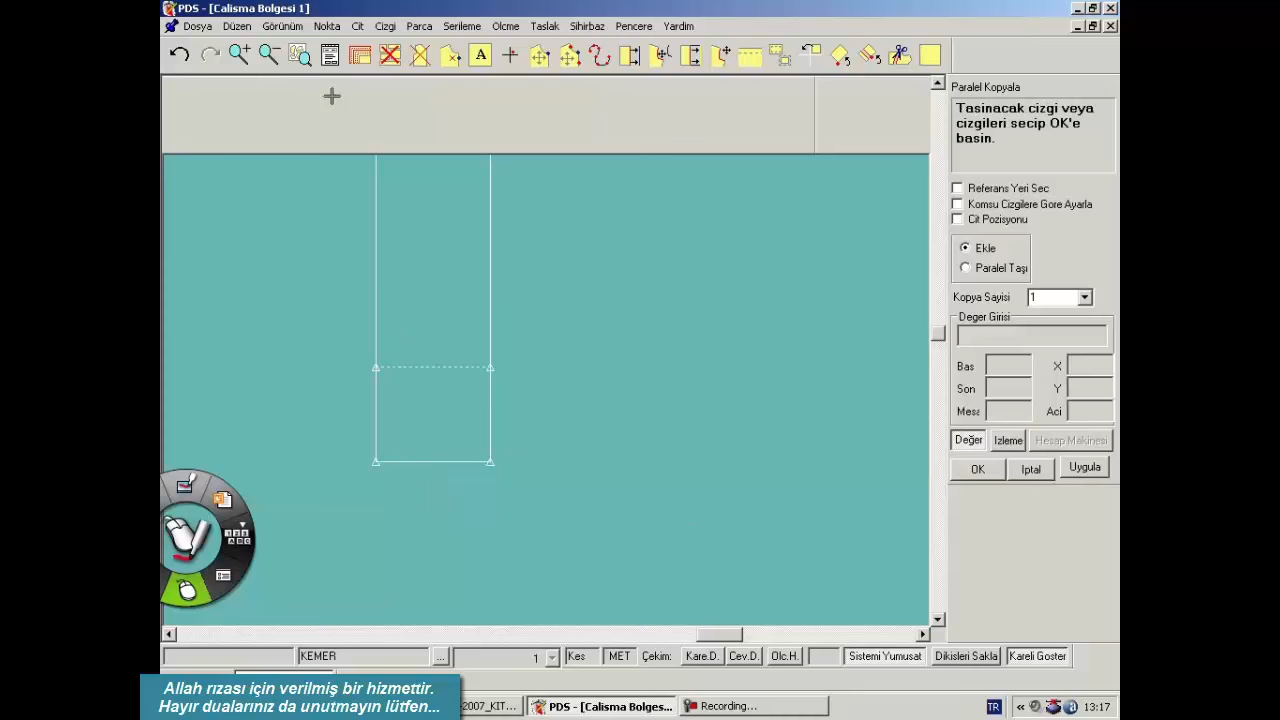 PDS - [Calisma Bolgesi 1]
Dosya Düzen Görünüm Nokta Cit Cizgi Parca Serileme Olcme Taslak Sihirbaz Pencere Yardim
A
Paralel Kopyala
Tasinacak cizgi veya
cizgileri secip OK'e
basin.
Referans Yeri Sec
Komsu Cizgilere Gore Ayarla
Cit Pozisyonu
Ekle
Paralel Taşı
Kopya Sayisi 1
Deger Girisi
Bas X
Son Y
Mesa Aci
Değer Izleme Hesap Makinesi
OK Iptal Uygula
KEMER ... 1 Kes MET Çekim: Kare.D. Cev.D. Olc.H. Sistemi Yumusat Dikisleri Sakla Kareli Goster
Allah rızası için verilmiş bir hizmettir.
Hayır dualarınız da unutmayın lütfen...
2007_KIT... PDS - [Calisma Bolges... Recording... TR « 13:17